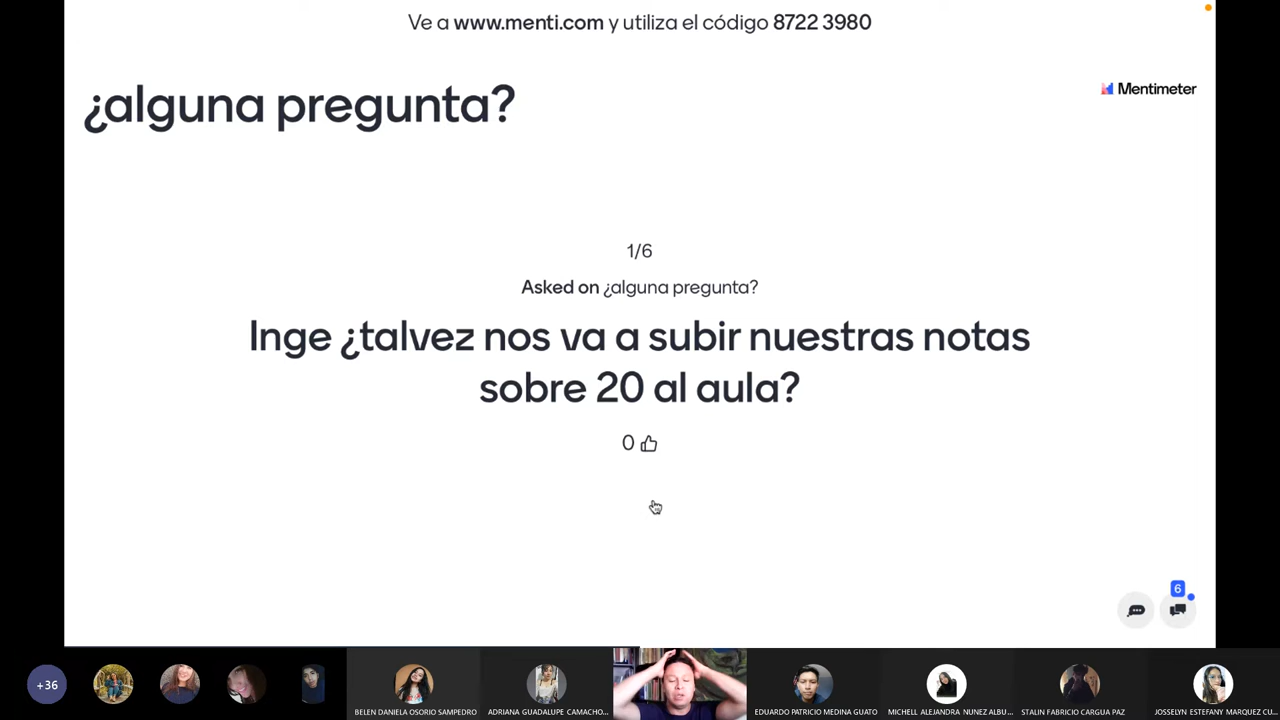 Ve a www.menti.com y utiliza el código 8722 3980
¿alguna pregunta?
Mentimeter
1/6
Asked on ¿alguna pregunta?
Inge ¿talvez nos va a subir nuestras notas
sobre 20 al aula?
0
6
+36
BELEN DANIELA OSORIO SAMPEDRO
ADRIANA GUADALUPE CAMACHO...
EDUARDO PATRICIO MEDINA GUATO
MICHELL ALEJANDRA NUNEZ ALBU...
STALIN FABRICIO CARGUA PAZ
JOSSELYN ESTEFANY MARQUEZ CU...